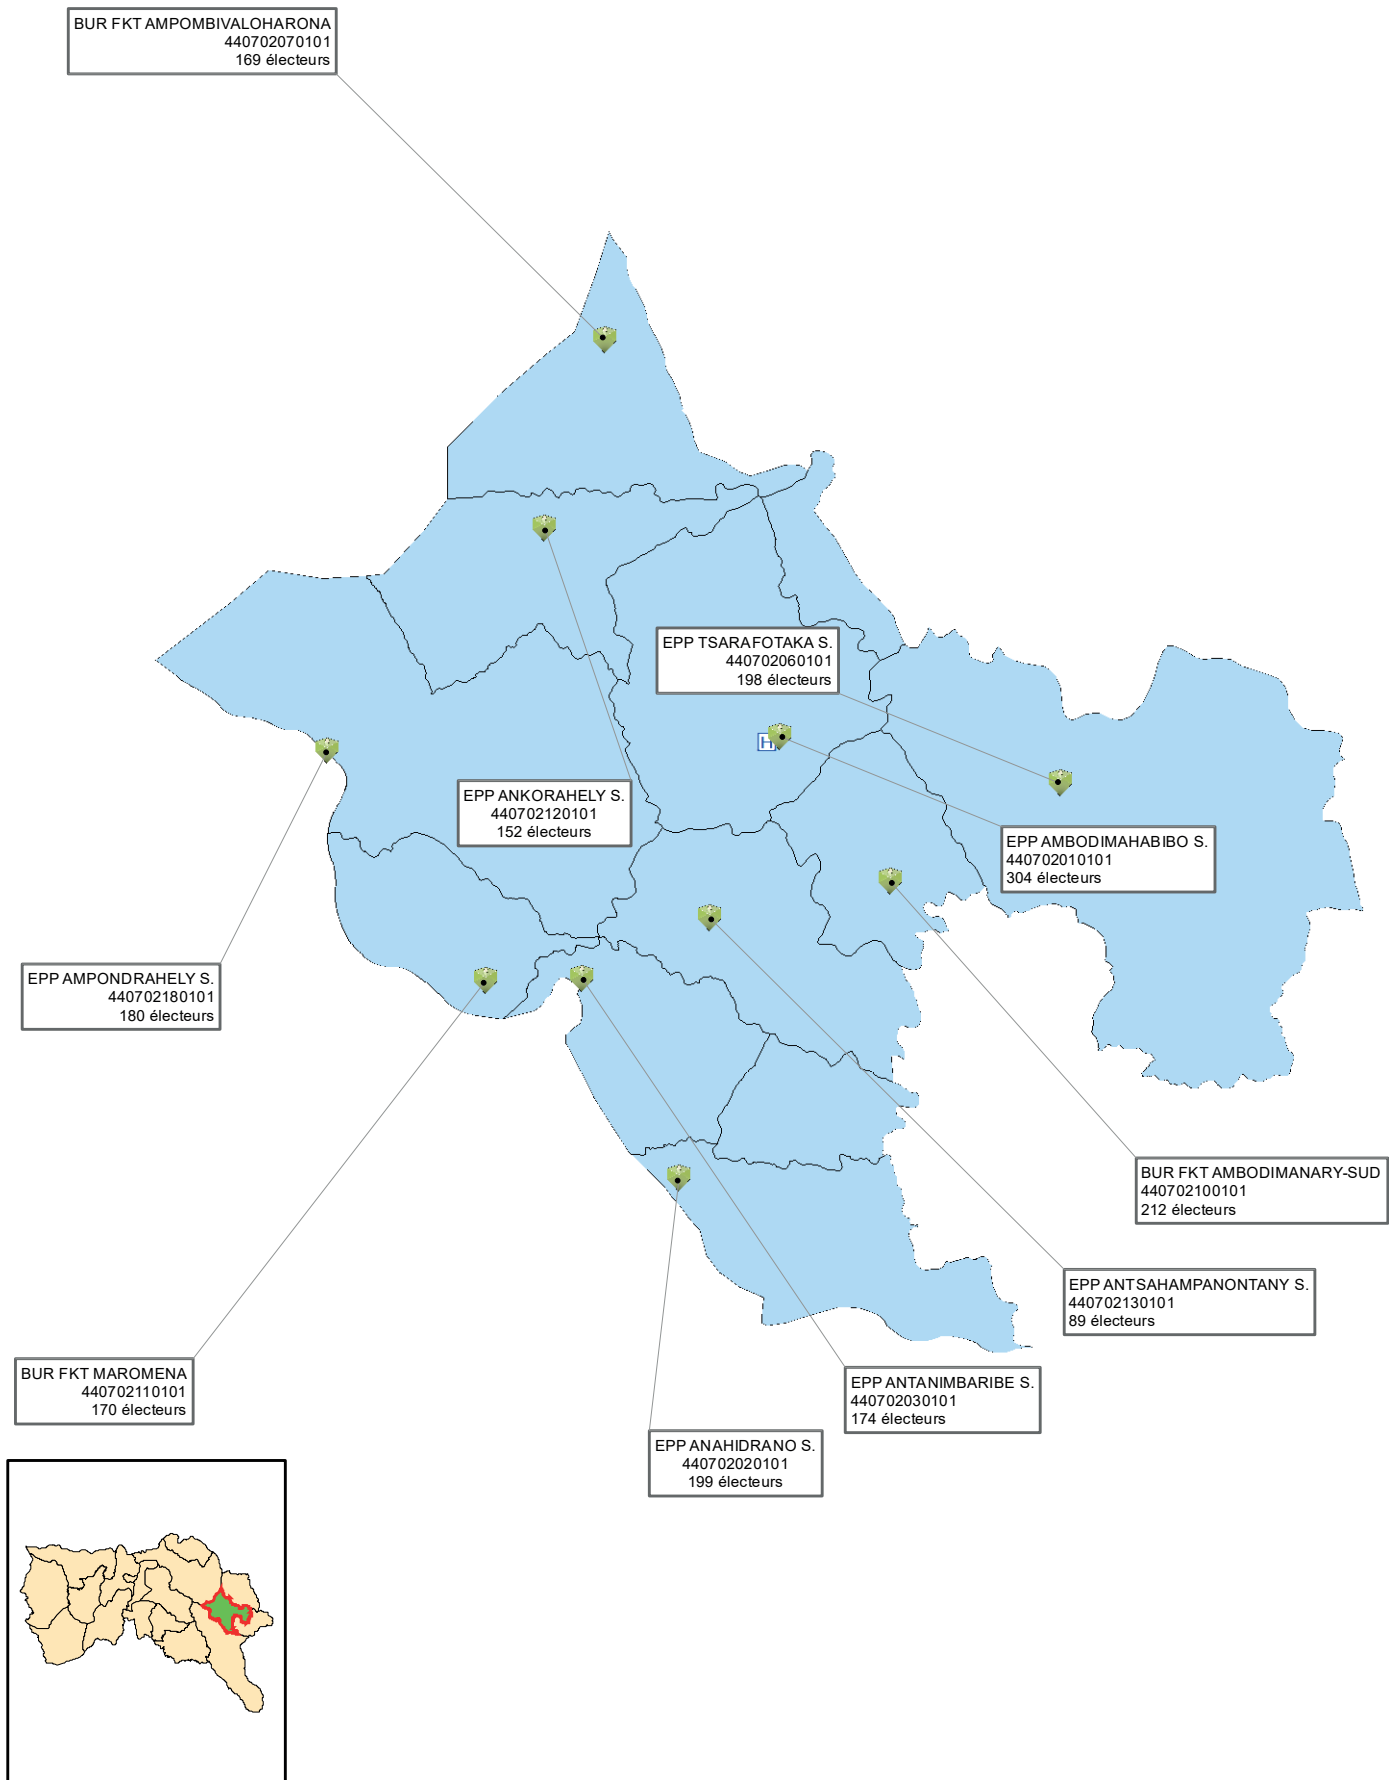 BUR FKT AMPOMBIVALOHARONA
440702070101
169 électeurs
EPP TSARAFOTAKA S.
440702060101
198 électeurs
H
EPP ANKORAHELY S.
440702120101
152 électeurs
EPP AMBODIMAHABIBO S.
440702010101
304 électeurs
EPP AMPONDRAHELY S.
440702180101
180 électeurs
BUR FKT AMBODIMANARY-SUD
440702100101
212 électeurs
EPP ANTSAHAMPANONTANY S.
440702130101
89 électeurs
BUR FKT MAROMENA
440702110101
170 électeurs
EPP ANTANIMBARIBE S.
440702030101
174 électeurs
EPP ANAHIDRANO S.
440702020101
199 électeurs